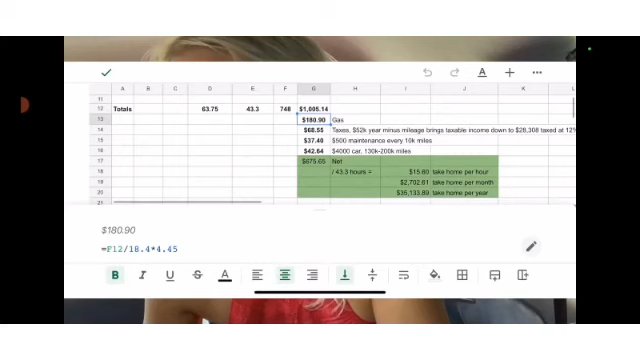 A B C D E F G H I J K L
11
12 Totals 63.75 43.3 748 $1,065.14
13 $180.90 Gas
14 $68.55 Taxes, $52k year minus mileage brings taxable income down to $28,308 taxed at 12%
15 $37.40 $500 maintenance every 10k miles
16 $42.64 $4000 car, 130k-200k miles
17 $675.65 Net
18 / 43.3 hours = $15.60 take home per hour
19 $2,702.61 take home per month
20 $36,133.89 take home per year
$180.90
=F12/18.4*4.45
B I U S A